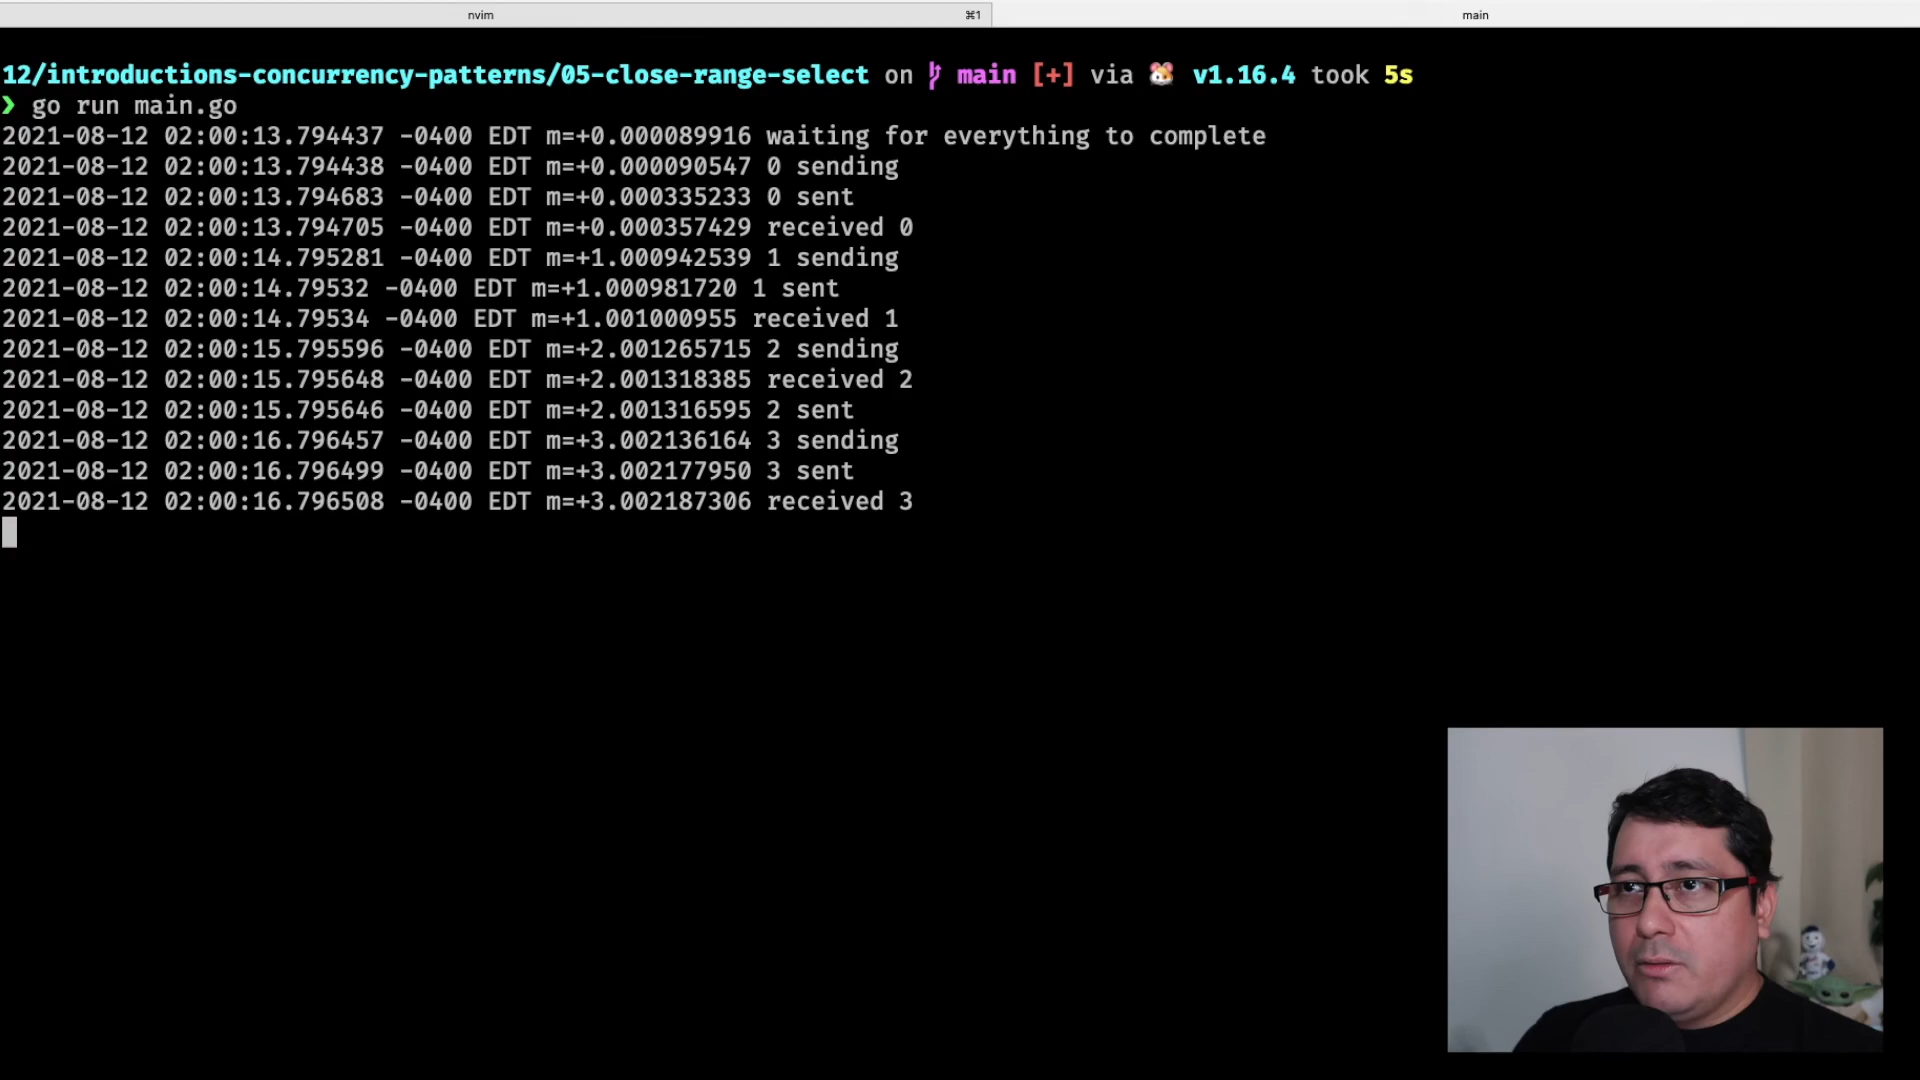 nvim ⌘1 main
12/introductions-concurrency-patterns/05-close-range-select on main [+] via 🐹 v1.16.4 took 5s
❯ go run main.go
2021-08-12 02:00:13.794437 -0400 EDT m=+0.000089916 waiting for everything to complete
2021-08-12 02:00:13.794438 -0400 EDT m=+0.000090547 0 sending
2021-08-12 02:00:13.794683 -0400 EDT m=+0.000335233 0 sent
2021-08-12 02:00:13.794705 -0400 EDT m=+0.000357429 received 0
2021-08-12 02:00:14.795281 -0400 EDT m=+1.000942539 1 sending
2021-08-12 02:00:14.79532 -0400 EDT m=+1.000981720 1 sent
2021-08-12 02:00:14.79534 -0400 EDT m=+1.001000955 received 1
2021-08-12 02:00:15.795596 -0400 EDT m=+2.001265715 2 sending
2021-08-12 02:00:15.795648 -0400 EDT m=+2.001318385 received 2
2021-08-12 02:00:15.795646 -0400 EDT m=+2.001316595 2 sent
2021-08-12 02:00:16.796457 -0400 EDT m=+3.002136164 3 sending
2021-08-12 02:00:16.796499 -0400 EDT m=+3.002177950 3 sent
2021-08-12 02:00:16.796508 -0400 EDT m=+3.002187306 received 3